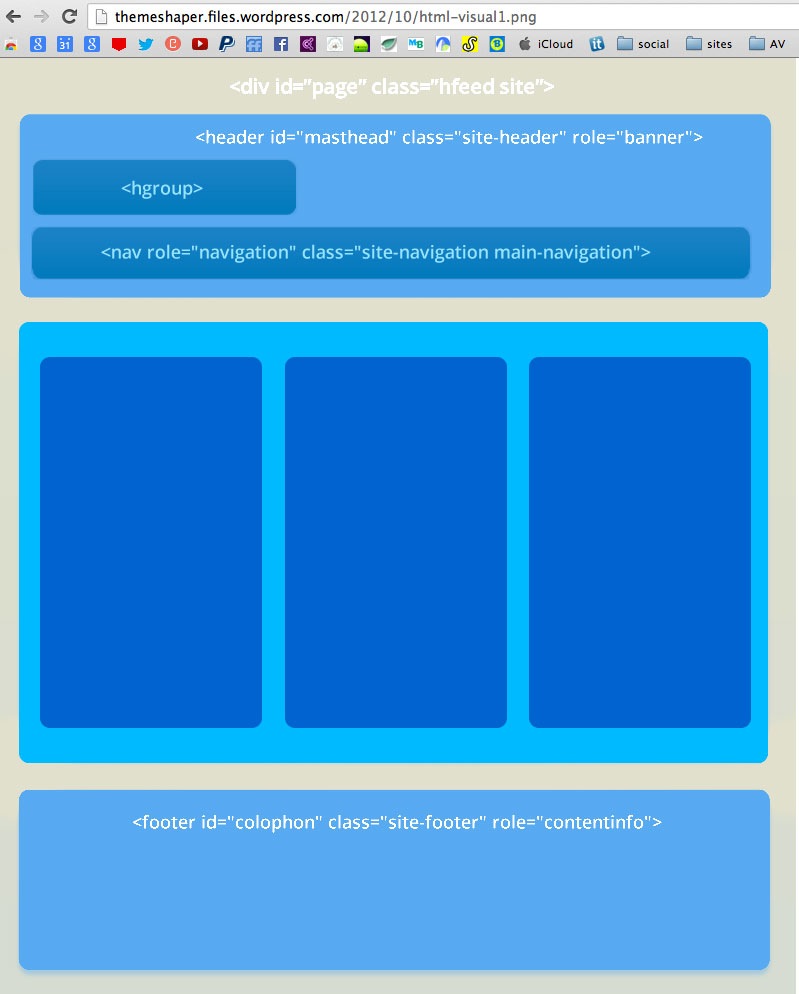 themeshaper.files.wordpress.com/2012/10/html-visual1.png
iCloud social sites AV
<div id="page" class="hfeed site">
<header id="masthead" class="site-header" role="banner">
<hgroup>
<nav role="navigation" class="site-navigation main-navigation">
<footer id="colophon" class="site-footer" role="contentinfo">